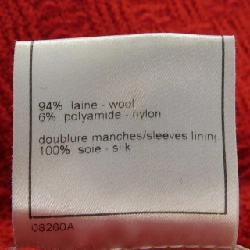 94% laine - wool
6% polyamide - nylon
doublure manches/sleeves lining
100% soie - silk
08260A